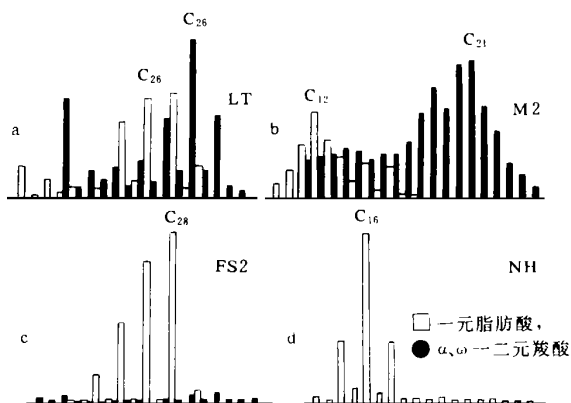 C₂₆
C₂₆
LT
a
C₂₁
C₁₂
M2
b
C₂₈
FS2
c
C₁₆
NH
d
一元脂肪酸,
α、ω—二元羧酸